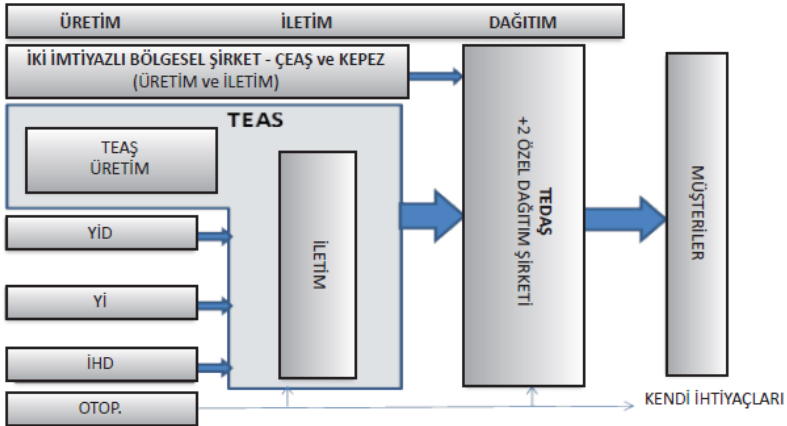 ÜRETİM İLETİM DAĞITIM
İKİ İMTİYAZLI BÖLGESEL ŞİRKET - ÇEAŞ ve KEPEZ
(ÜRETİM ve İLETİM)
TEAS
TEAŞ
ÜRETİM
İLETİM
TEDAŞ
+2 ÖZEL DAĞITIM ŞİRKETİ
MÜŞTERİLER
YİD
Yİ
İHD
OTOP.
KENDİ İHTİYAÇLARI